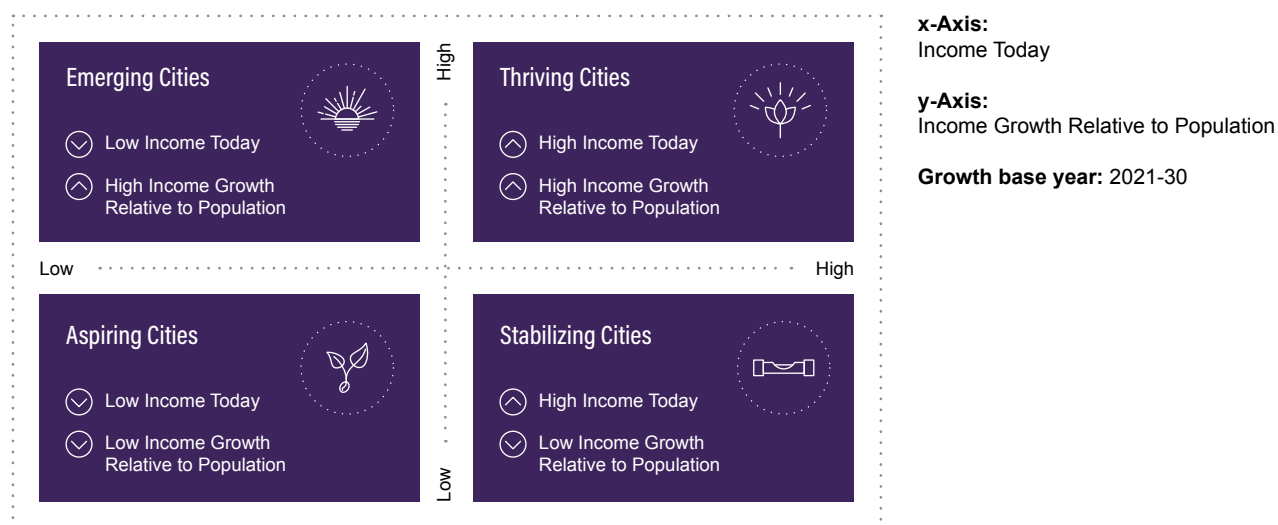 High
Emerging Cities
Low Income Today
High Income Growth
Relative to Population
Thriving Cities
High Income Today
High Income Growth
Relative to Population
Low
High
Aspiring Cities
Low Income Today
Low Income Growth
Relative to Population
Stabilizing Cities
High Income Today
Low Income Growth
Relative to Population
Low
x-Axis:
Income Today
y-Axis:
Income Growth Relative to Population
Growth base year: 2021-30